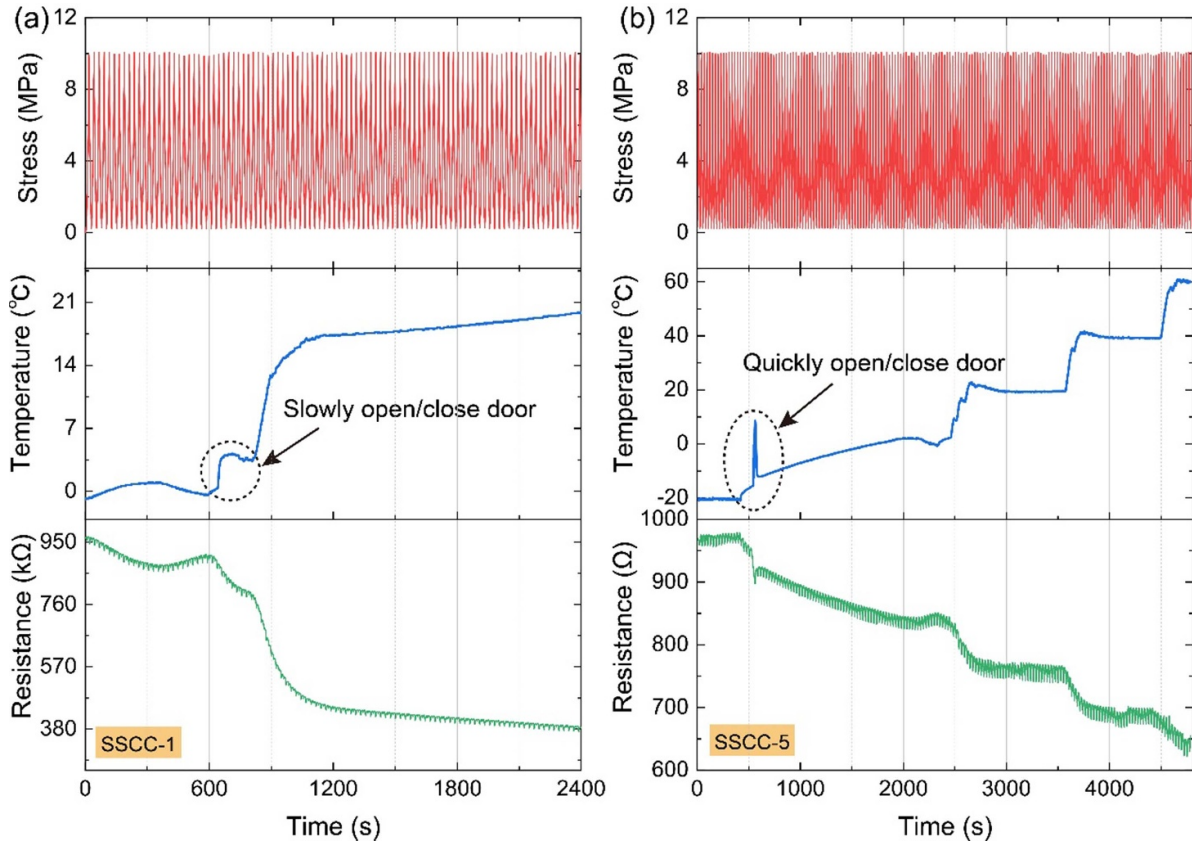 (a)
12
8
4
0
Stress (MPa)
21
14
7
0
Temperature (°C)
Slowly open/close door
950
760
570
380
Resistance (kΩ)
SSCC-1
0 600 1200 1800 2400
Time (s)
(b)
12
8
4
0
Stress (MPa)
60
40
20
0
-20
Temperature (°C)
Quickly open/close door
1000
900
800
700
600
Resistance (Ω)
SSCC-5
0 1000 2000 3000 4000
Time (s)